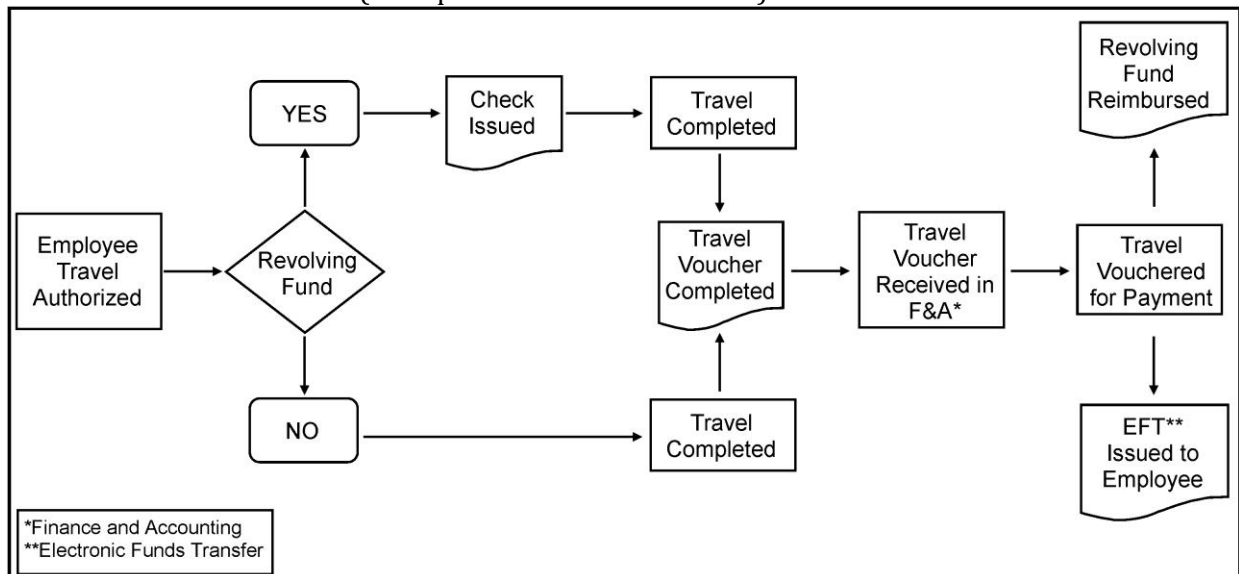 YES
Check
Issued
Travel
Completed
Revolving
Fund
Reimbursed
Employee
Travel
Authorized
Revolving
Fund
Travel
Voucher
Completed
Travel
Voucher
Received in
F&A*
Travel
Vouchered
for Payment
NO
Travel
Completed
EFT**
Issued to
Employee
*Finance and Accounting
**Electronic Funds Transfer